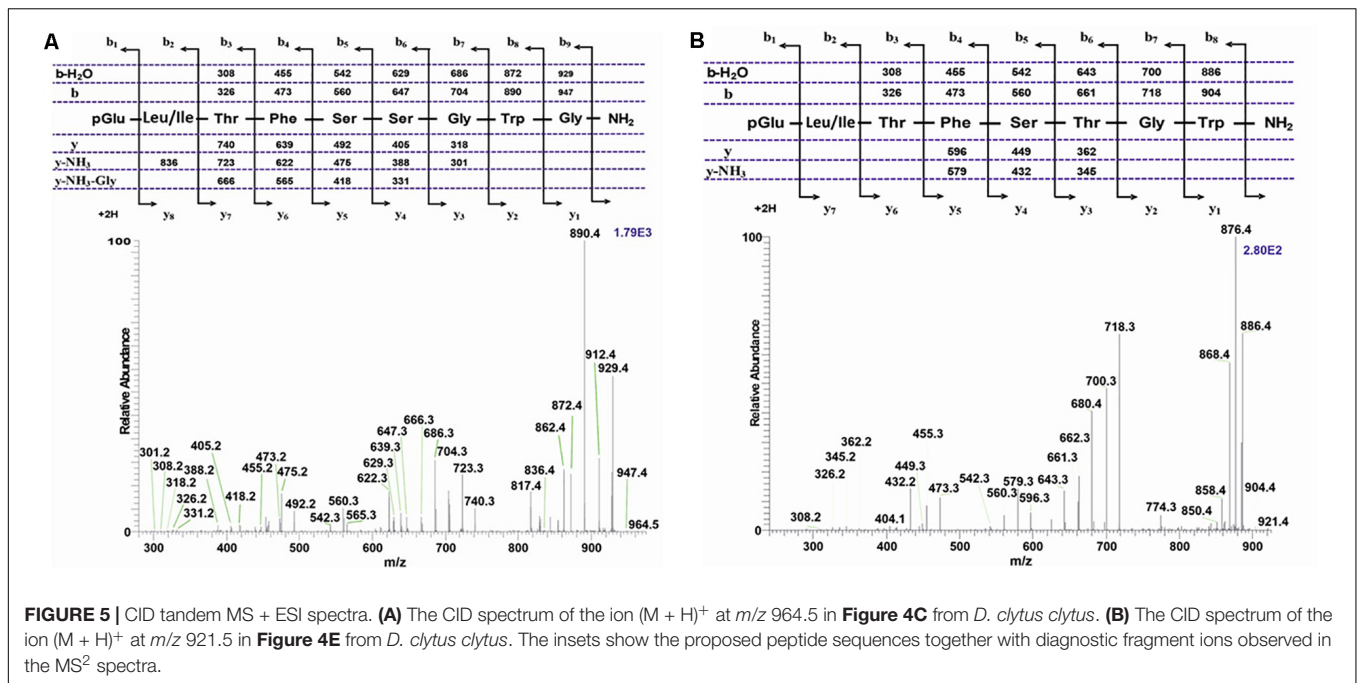 A
b1 b2 b3 b4 b5 b6 b7 b8 b9
b-H2O 308 455 542 629 686 872 929
b 326 473 560 647 704 890 947
pGlu Leu/Ile Thr Phe Ser Ser Gly Trp Gly NH2
y 740 639 492 405 318
y-NH3 836 723 622 475 388 301
y-NH3-Gly 666 565 418 331
+2H y8 y7 y6 y5 y4 y3 y2 y1
100
890.4 1.79E3
912.4
929.4
872.4
862.4
666.3
647.3 686.3
639.3
629.3 704.3
622.3 723.3
405.2
301.2 473.2
308.2 455.2
388.2 475.2
318.2
326.2 418.2
331.2
492.2
560.3
542.3 565.3
740.3
836.4
817.4
947.4
964.5
0
300 400 500 600 700 800 900
m/z
Relative Abundance
B
b1 b2 b3 b4 b5 b6 b7 b8
b-H2O 308 455 542 643 700 886
b 326 473 560 661 718 904
pGlu Leu/Ile Thr Phe Ser Thr Gly Trp NH2
y 596 449 362
y-NH3 579 432 345
+2H y7 y6 y5 y4 y3 y2 y1
100
876.4
2.80E2
718.3 886.4
868.4
700.3
680.4
662.3
661.3
455.3
362.2
345.2
326.2
449.3
432.2
473.3
542.3 579.3 643.3
560.3 596.3
308.2 404.1
774.3
858.4 904.4
850.4 921.4
0
300 400 500 600 700 800 900
m/z
Relative Abundance
FIGURE 5 | CID tandem MS + ESI spectra. (A) The CID spectrum of the ion (M + H)+ at m/z 964.5 in Figure 4C from D. clytus clytus. (B) The CID spectrum of the
ion (M + H)+ at m/z 921.5 in Figure 4E from D. clytus clytus. The insets show the proposed peptide sequences together with diagnostic fragment ions observed in
the MS2 spectra.